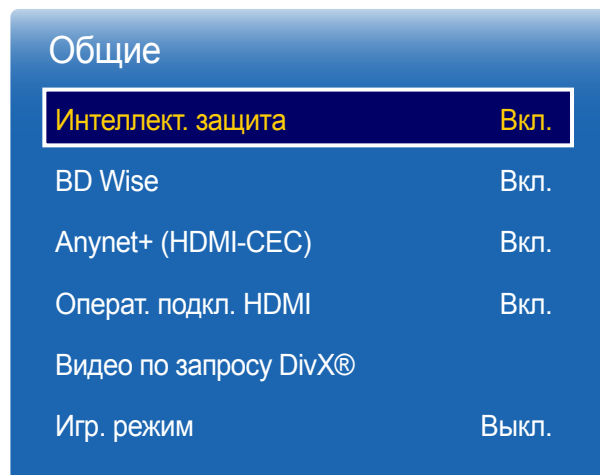 Общие
Интеллект. защита Вкл.
BD Wise Вкл.
Anynet+ (HDMI-CEC) Вкл.
Операт. подкл. HDMI Вкл.
Видео по запросу DivX®
Игр. режим Выкл.